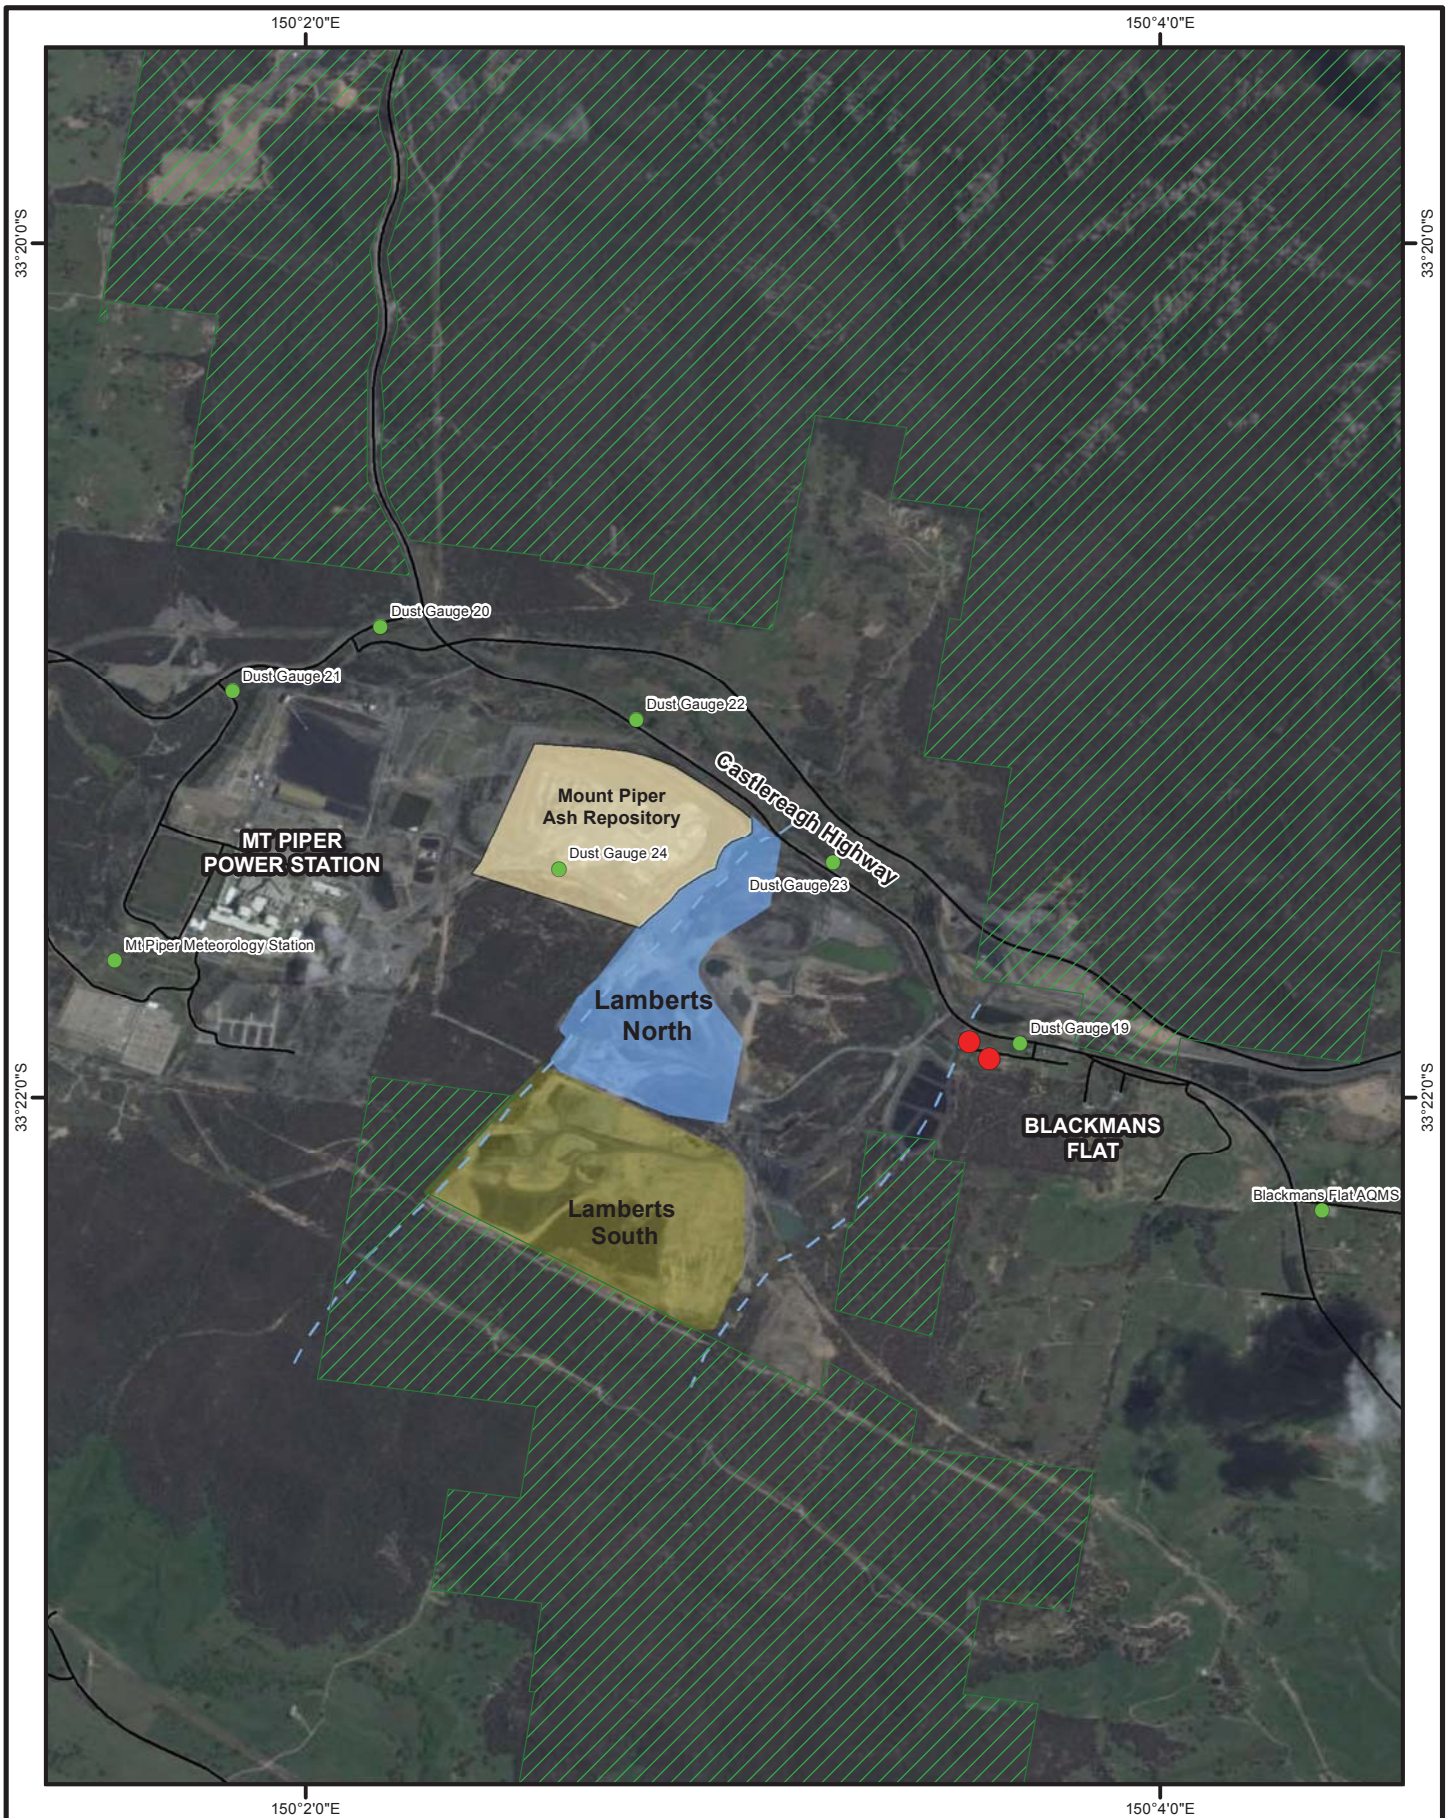 150°2'0"E
150°4'0"E
33°20'0"S
33°20'0"S
Dust Gauge 20
Dust Gauge 21
Dust Gauge 22
Castlereagh Highway
Mount Piper
Ash Repository
MT PIPER
POWER STATION
Dust Gauge 24
Dust Gauge 23
Mt Piper Meteorology Station
Lamberts
North
Dust Gauge 19
33°22'0"S
33°22'0"S
BLACKMANS
FLAT
Blackmans Flat AQMS
Lamberts
South
150°2'0"E
150°4'0"E